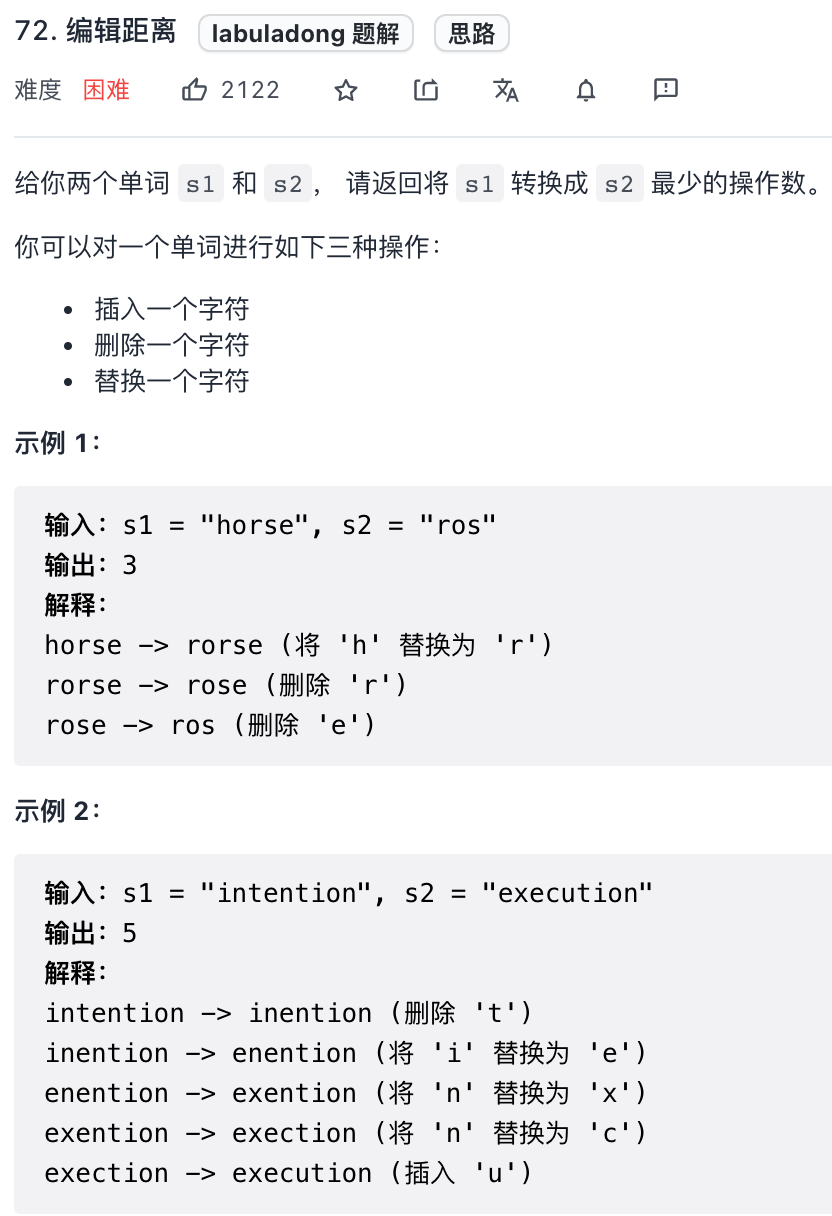 72. 编辑距离 labuladong 题解 思路
难度 困难 2122
给你两个单词 s1 和 s2， 请返回将 s1 转换成 s2 最少的操作数。
你可以对一个单词进行如下三种操作：
• 插入一个字符
• 删除一个字符
• 替换一个字符
示例 1：
输入：s1 = "horse", s2 = "ros"
输出：3
解释：
horse -> rorse (将 'h' 替换为 'r')
rorse -> rose (删除 'r')
rose -> ros (删除 'e')
示例 2：
输入：s1 = "intention", s2 = "execution"
输出：5
解释：
intention -> inention (删除 't')
inention -> enention (将 'i' 替换为 'e')
enention -> exention (将 'n' 替换为 'x')
exention -> exection (将 'n' 替换为 'c')
exection -> execution (插入 'u')